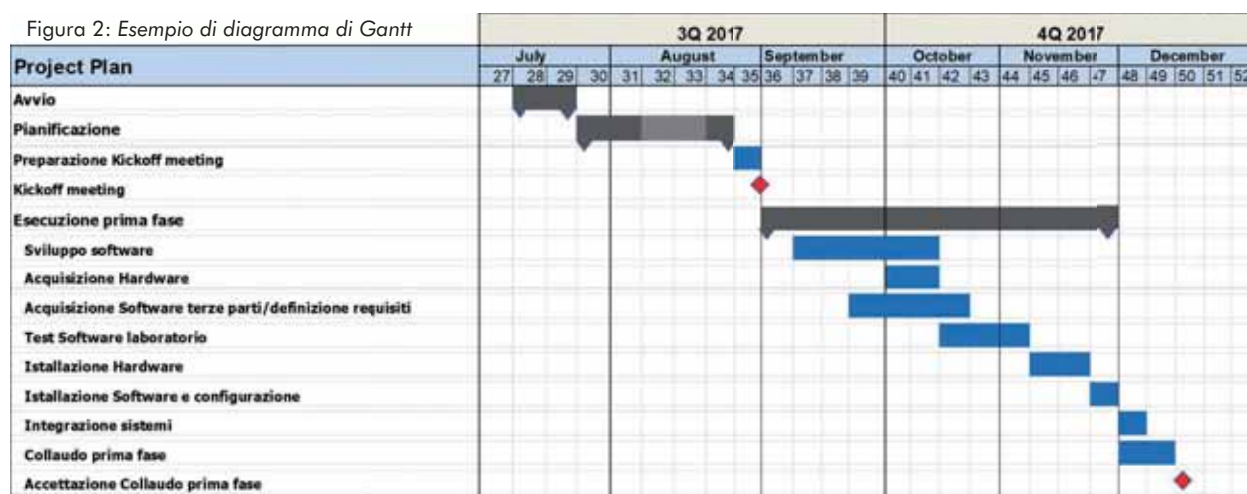 Figura 2: Esempio di diagramma di Gantt
3Q 2017 4Q 2017
Project Plan
July August September October November December
27 28 29 30 31 32 33 34 35 36 37 38 39 40 41 42 43 44 45 46 47 48 49 50 51 52
Avvio
Pianificazione
Preparazione Kickoff meeting
Kickoff meeting
Esecuzione prima fase
Sviluppo software
Acquisizione Hardware
Acquisizione Software terze parti/definizione requisiti
Test Software laboratorio
Istallazione Hardware
Istallazione Software e configurazione
Integrazione sistemi
Collaudo prima fase
Accettazione Collaudo prima fase